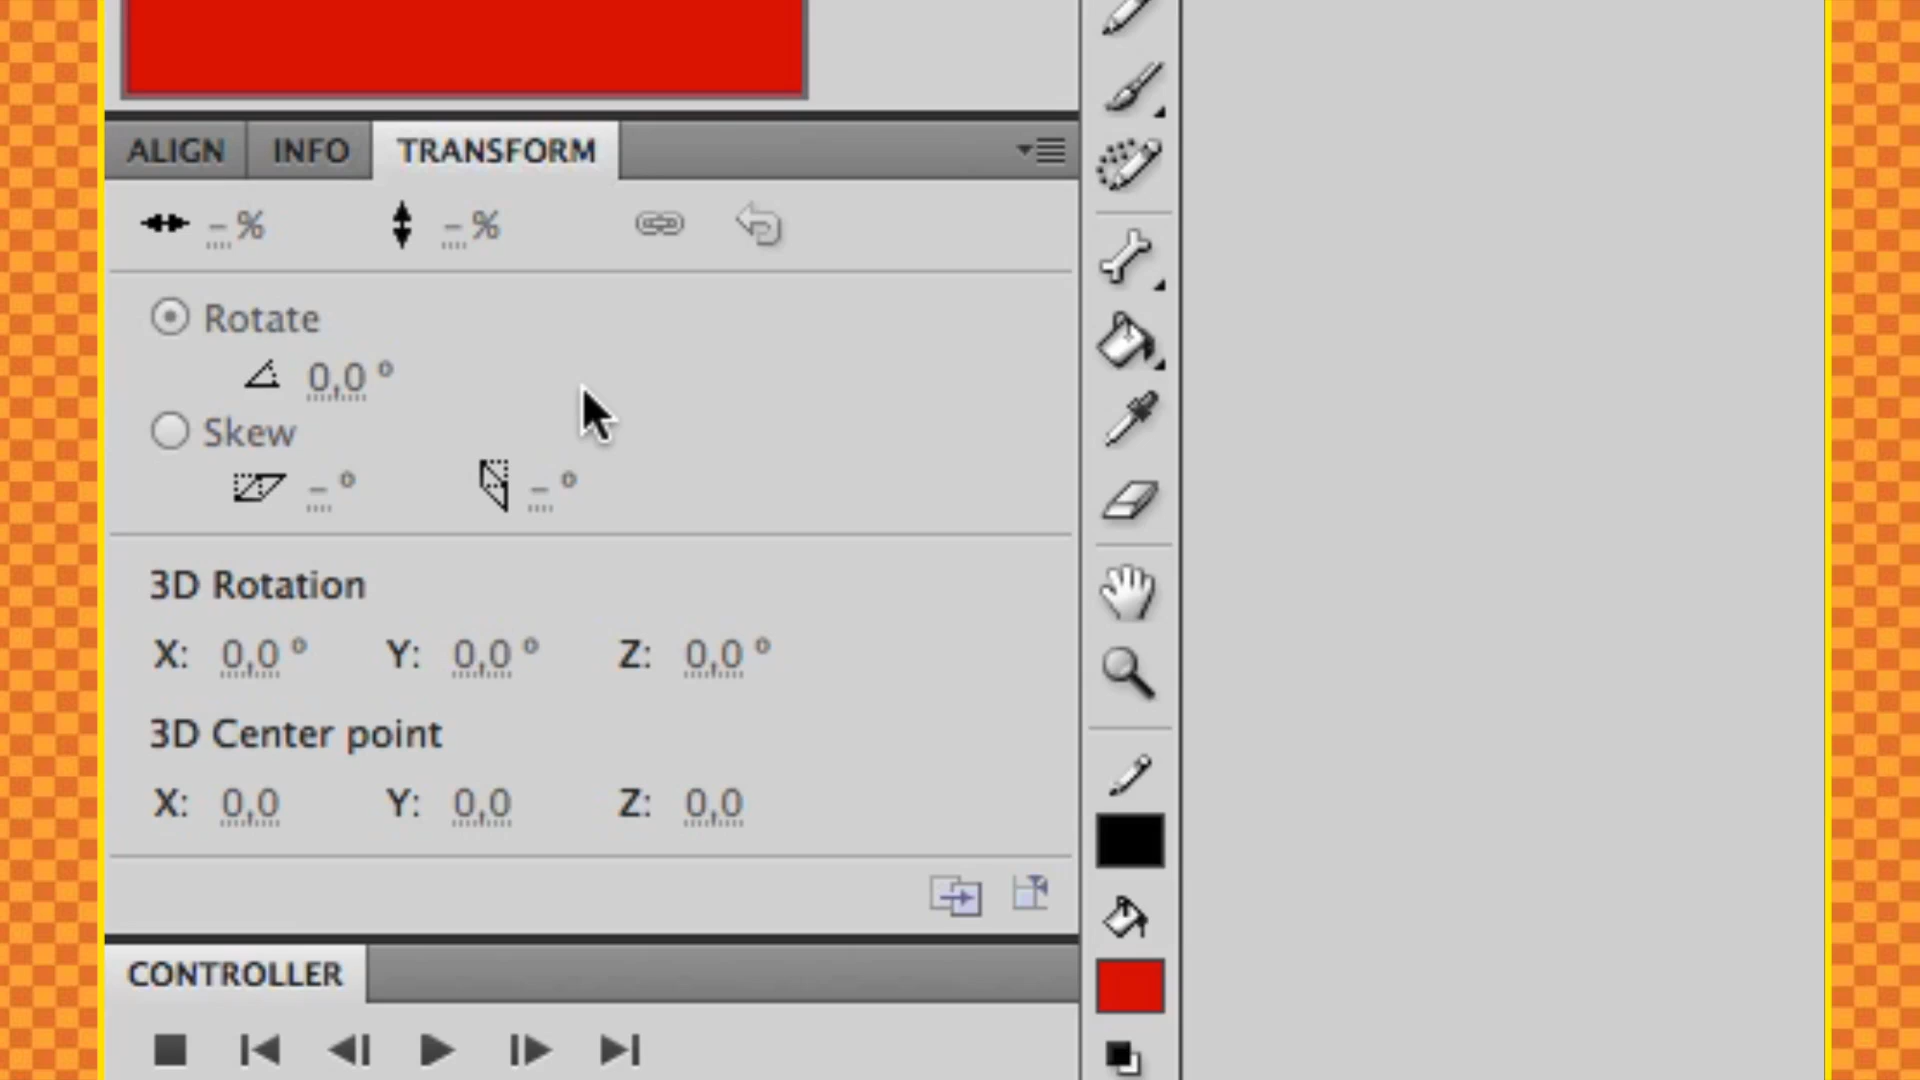 ALIGN INFO TRANSFORM
– % – %
Rotate
0,0 º
Skew
– º – º
3D Rotation
X: 0,0 º Y: 0,0 º Z: 0,0 º
3D Center point
X: 0,0 Y: 0,0 Z: 0,0
CONTROLLER